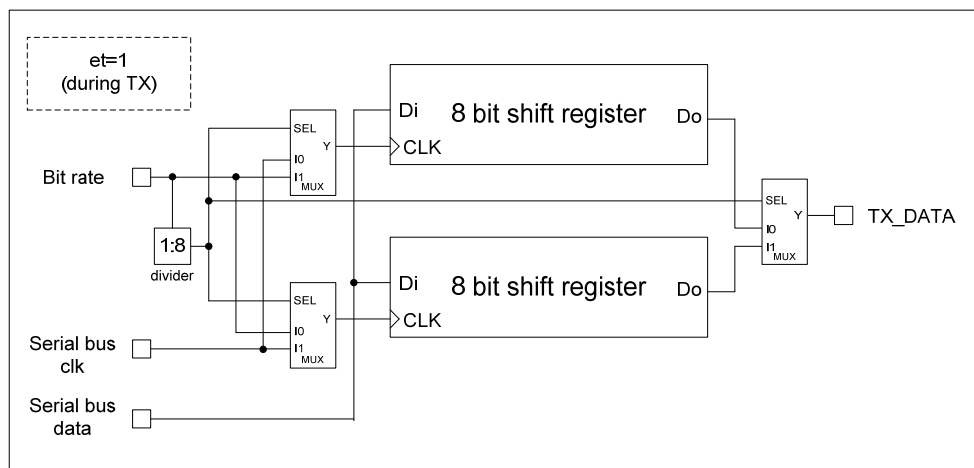 et=1
(during TX)
Di
8 bit shift register
Do
CLK
SEL
I0
I1
Y
MUX
Bit rate
1:8
divider
SEL
I0
I1
Y
MUX
TX_DATA
Di
8 bit shift register
Do
CLK
SEL
I0
I1
Y
MUX
Serial bus
clk
Serial bus
data